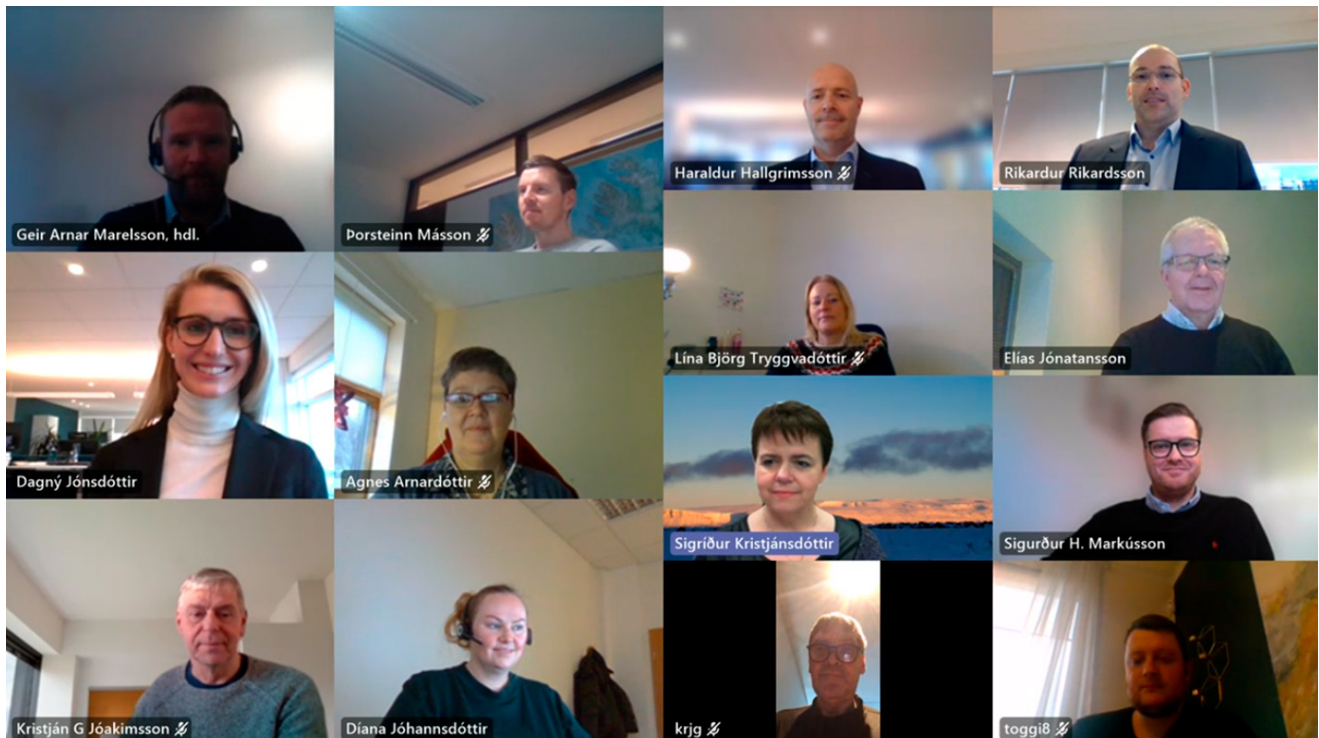 Geir Arnar Marelsson, hdl.
Þorsteinn Másson
Haraldur Hallgrimsson
Rikardur Rikardsson
Lína Björg Tryggvadóttir
Elías Jónatansson
Dagný Jónsdóttir
Agnes Arnardóttir
Sigríður Kristjánsdóttir
Sigurður H. Markússon
Kristján G Jóakimsson
Díana Jóhannsdóttir
krjg
toggi8